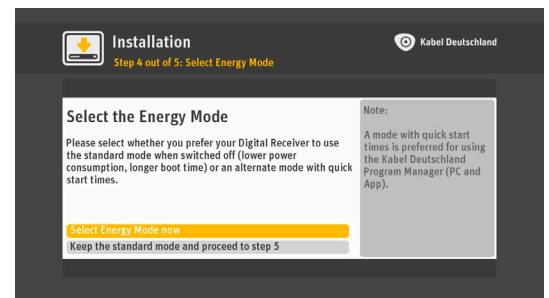 Installation
Kabel Deutschland
Step 4 out of 5: Select Energy Mode
Select the Energy Mode
Please select whether you prefer your Digital Receiver to use
the standard mode when switched off (lower power
consumption, longer boot time) or an alternate mode with quick
start times.
Select Energy Mode now
Keep the standard mode and proceed to step 5
Note:
A mode with quick start
times is preferred for using
the Kabel Deutschland
Program Manager (PC and
App).